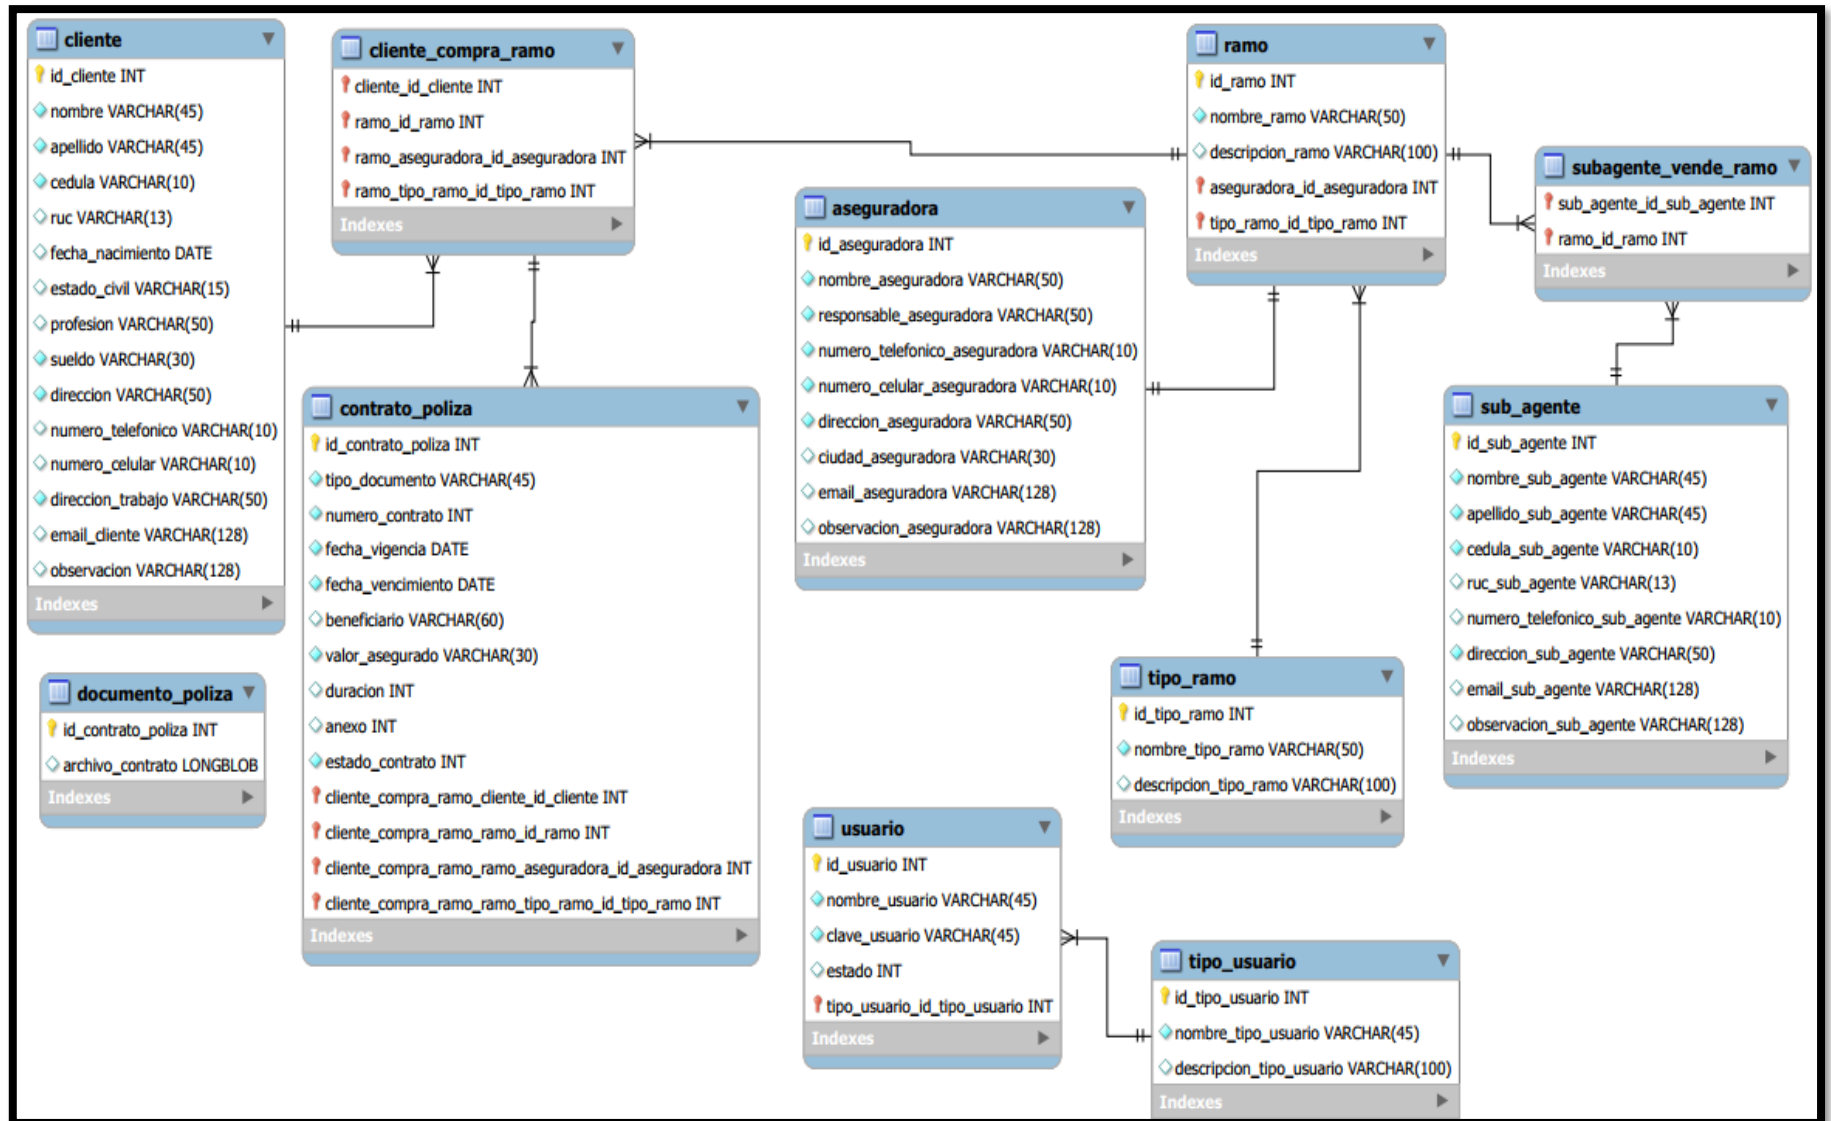 cliente
id_cliente INT
nombre VARCHAR(45)
apellido VARCHAR(45)
cedula VARCHAR(10)
ruc VARCHAR(13)
fecha_nacimiento DATE
estado_civil VARCHAR(15)
profesion VARCHAR(50)
sueldo VARCHAR(30)
direccion VARCHAR(50)
numero_telefonico VARCHAR(10)
numero_celular VARCHAR(10)
direccion_trabajo VARCHAR(50)
email_cliente VARCHAR(128)
observacion VARCHAR(128)
Indexes
documento_poliza
id_contrato_poliza INT
archivo_contrato LONGBLOB
Indexes
cliente_compra_ramo
cliente_id_cliente INT
ramo_id_ramo INT
ramo_aseguradora_id_aseguradora INT
ramo_tipo_ramo_id_tipo_ramo INT
Indexes
contrato_poliza
id_contrato_poliza INT
tipo_documento VARCHAR(45)
numero_contrato INT
fecha_vigencia DATE
fecha_vencimiento DATE
beneficiario VARCHAR(60)
valor_asegurado VARCHAR(30)
duracion INT
anexo INT
estado_contrato INT
cliente_compra_ramo_cliente_id_cliente INT
cliente_compra_ramo_ramo_id_ramo INT
cliente_compra_ramo_ramo_aseguradora_id_aseguradora INT
cliente_compra_ramo_ramo_tipo_ramo_id_tipo_ramo INT
Indexes
aseguradora
id_aseguradora INT
nombre_aseguradora VARCHAR(50)
responsable_aseguradora VARCHAR(50)
numero_telefonico_aseguradora VARCHAR(10)
numero_celular_aseguradora VARCHAR(10)
direccion_aseguradora VARCHAR(50)
ciudad_aseguradora VARCHAR(30)
email_aseguradora VARCHAR(128)
observacion_aseguradora VARCHAR(128)
Indexes
usuario
id_usuario INT
nombre_usuario VARCHAR(45)
clave_usuario VARCHAR(45)
estado INT
tipo_usuario_id_tipo_usuario INT
Indexes
ramo
id_ramo INT
nombre_ramo VARCHAR(50)
descripcion_ramo VARCHAR(100)
aseguradora_id_aseguradora INT
tipo_ramo_id_tipo_ramo INT
Indexes
tipo_ramo
id_tipo_ramo INT
nombre_tipo_ramo VARCHAR(50)
descripcion_tipo_ramo VARCHAR(100)
Indexes
tipo_usuario
id_tipo_usuario INT
nombre_tipo_usuario VARCHAR(45)
descripcion_tipo_usuario VARCHAR(100)
Indexes
subagente_vende_ramo
sub_agente_id_sub_agente INT
ramo_id_ramo INT
Indexes
sub_agente
id_sub_agente INT
nombre_sub_agente VARCHAR(45)
apellido_sub_agente VARCHAR(45)
cedula_sub_agente VARCHAR(10)
ruc_sub_agente VARCHAR(13)
numero_telefonico_sub_agente VARCHAR(10)
direccion_sub_agente VARCHAR(50)
email_sub_agente VARCHAR(128)
observacion_sub_agente VARCHAR(128)
Indexes